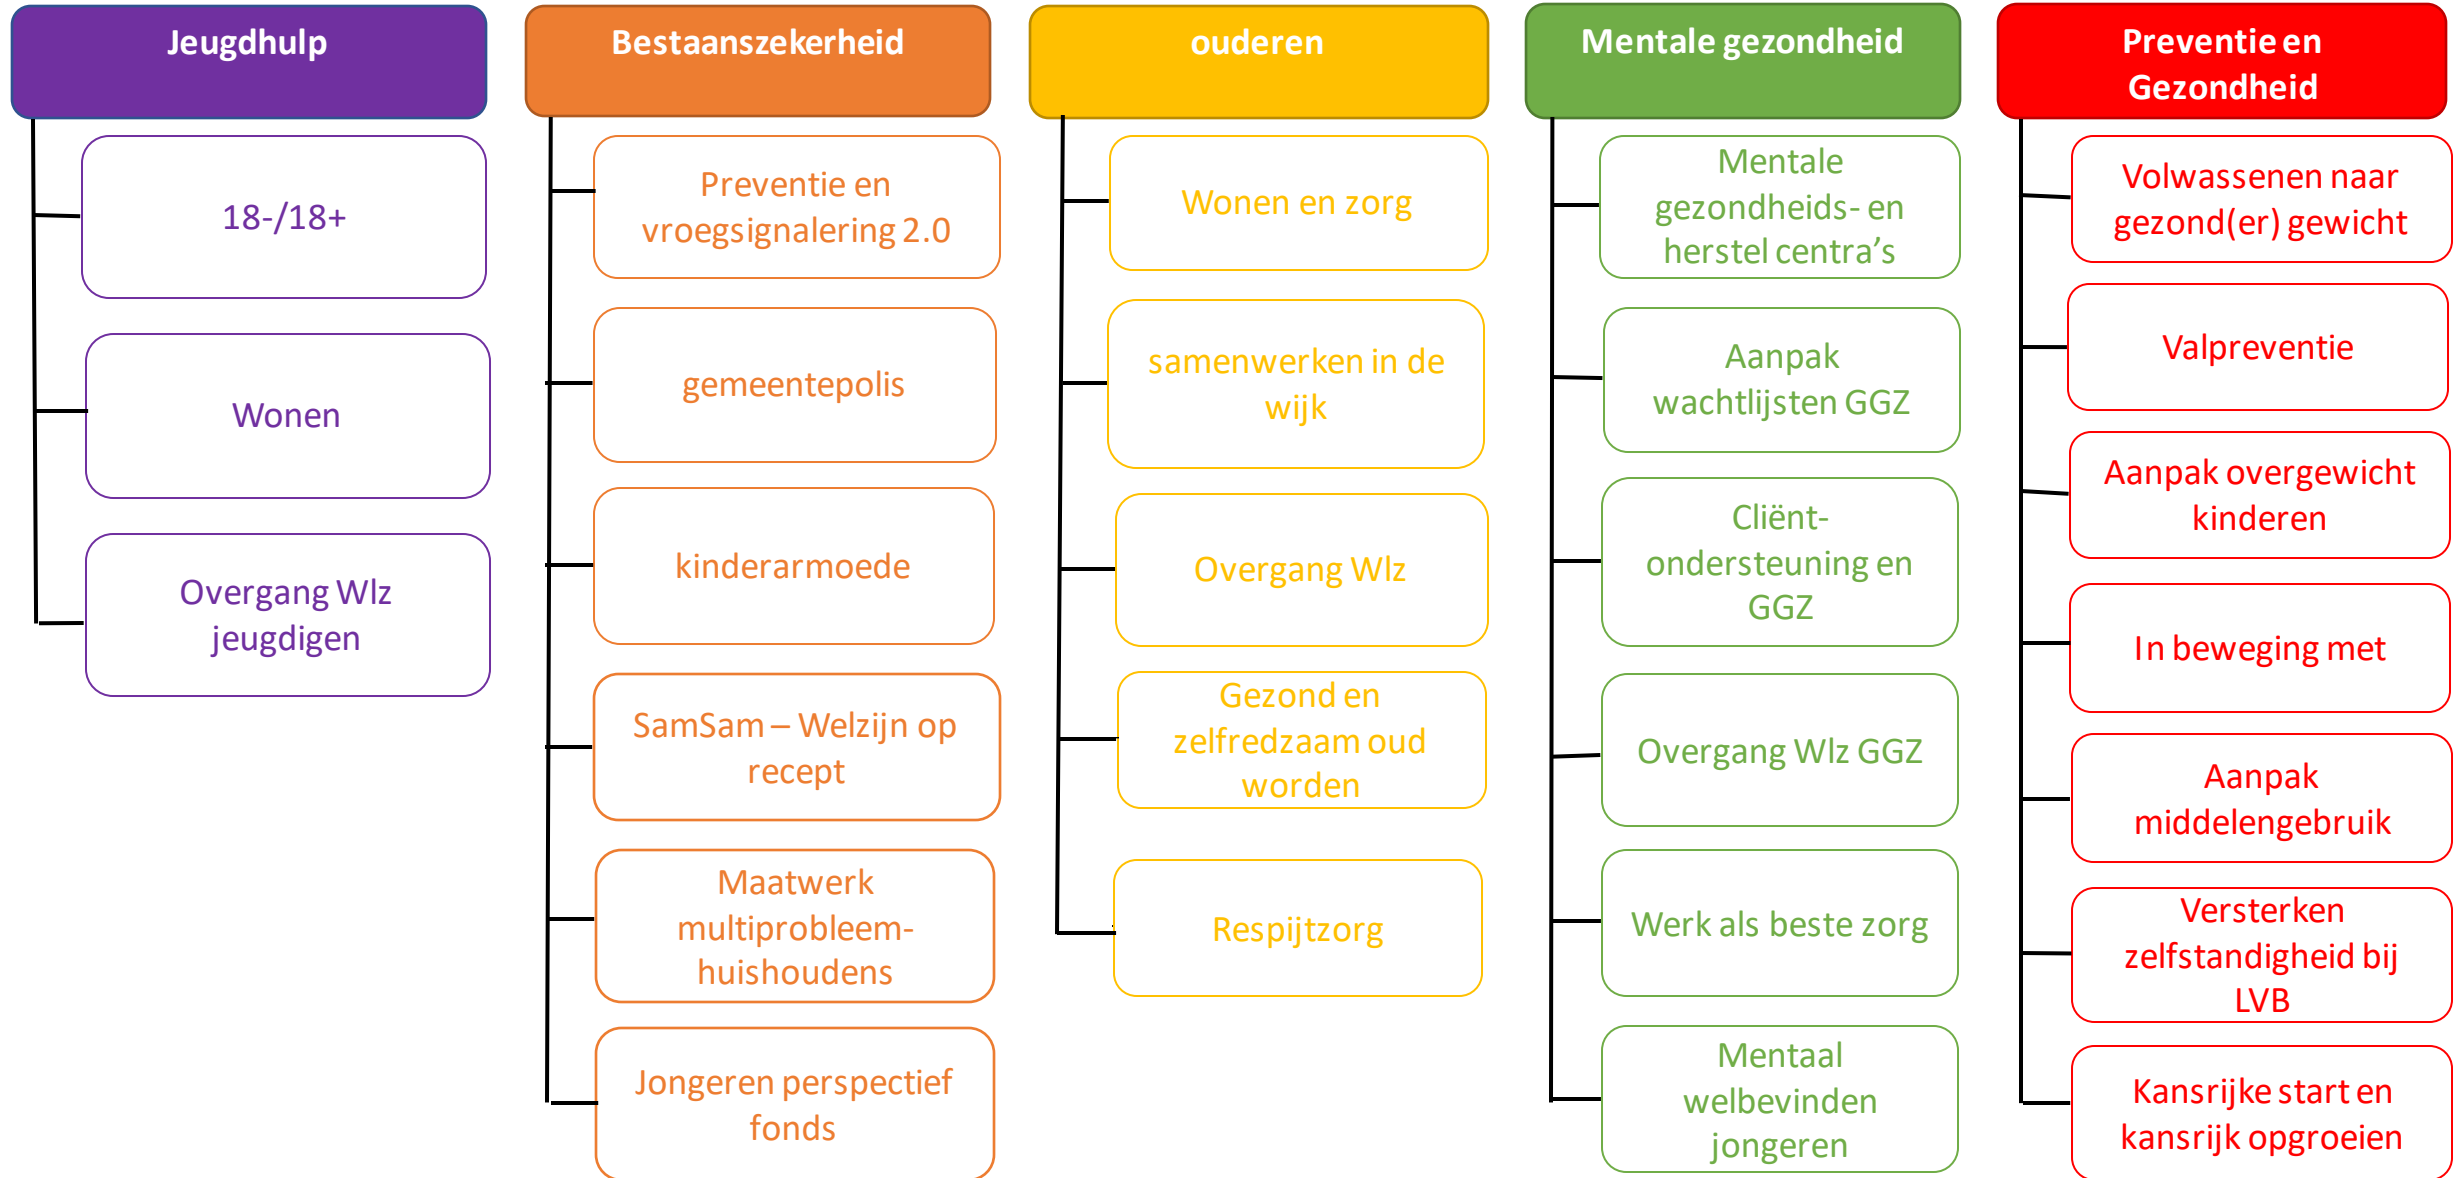 Jeugdhulp
18-/18+
Wonen
Overgang Wlz
jeugdigen
Bestaanszekerheid
Preventie en
vroegsignalering 2.0
gemeentepolis
kinderarmoede
SamSam – Welzijn op
recept
Maatwerk
multiprobleem-
huishoudens
Jongeren perspectief
fonds
ouderen
Wonen en zorg
samenwerken in de
wijk
Overgang Wlz
Gezond en
zelfredzaam oud
worden
Respijtzorg
Mentale gezondheid
Mentale
gezondheids- en
herstel centra’s
Aanpak
wachtlijsten GGZ
Cliënt-
ondersteuning en
GGZ
Overgang Wlz GGZ
Werk als beste zorg
Mentaal
welbevinden
jongeren
Preventie en
Gezondheid
Volwassenen naar
gezond(er) gewicht
Valpreventie
Aanpak overgewicht
kinderen
In beweging met
Aanpak
middelengebruik
Versterken
zelfstandigheid bij
LVB
Kansrijke start en
kansrijk opgroeien